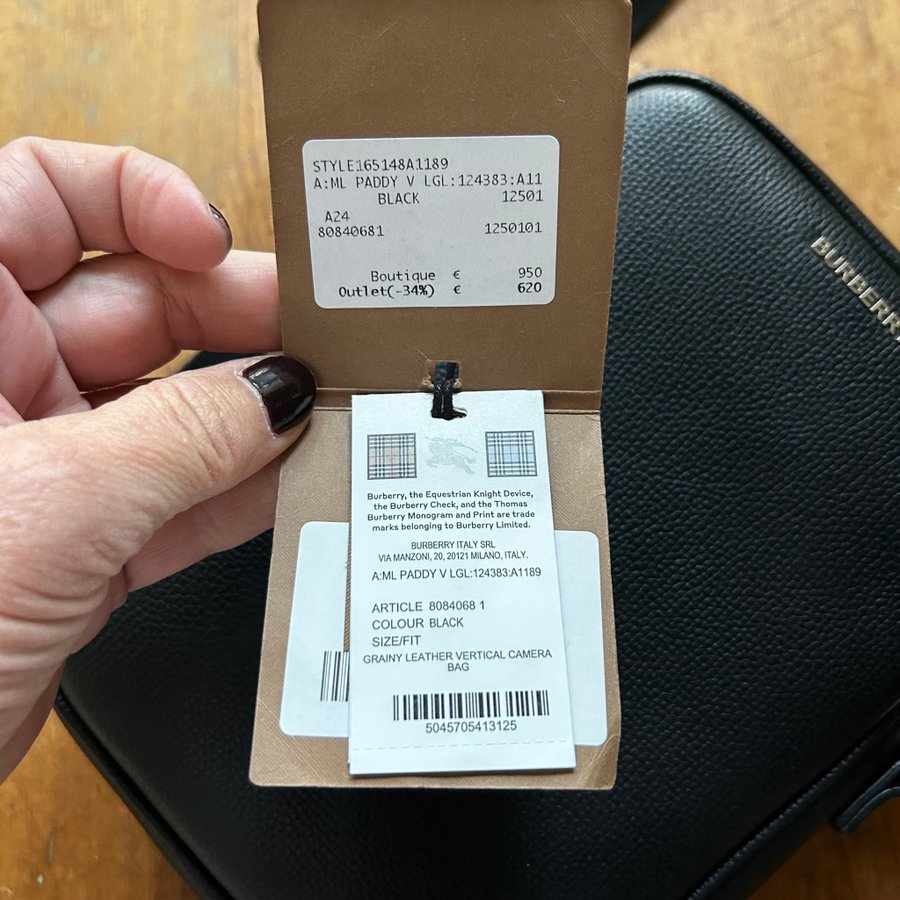 STYLE165148A1189
A:ML PADDY V LGL:124383:A11
BLACK 12501
A24
80840681 1250101
Boutique € 950
Outlet(-34%) € 620
Burberry, the Equestrian Knight Device,
the Burberry Check, and the Thomas
Burberry Monogram and Print are trade
marks belonging to Burberry Limited.
BURBERRY ITALY SRL
VIA MANZONI, 20, 20121 MILANO, ITALY.
A:ML PADDY V LGL:124383:A1189
ARTICLE 8084068 1
COLOUR BLACK
SIZE/FIT
GRAINY LEATHER VERTICAL CAMERA
BAG
5045705413125
BURBERRY